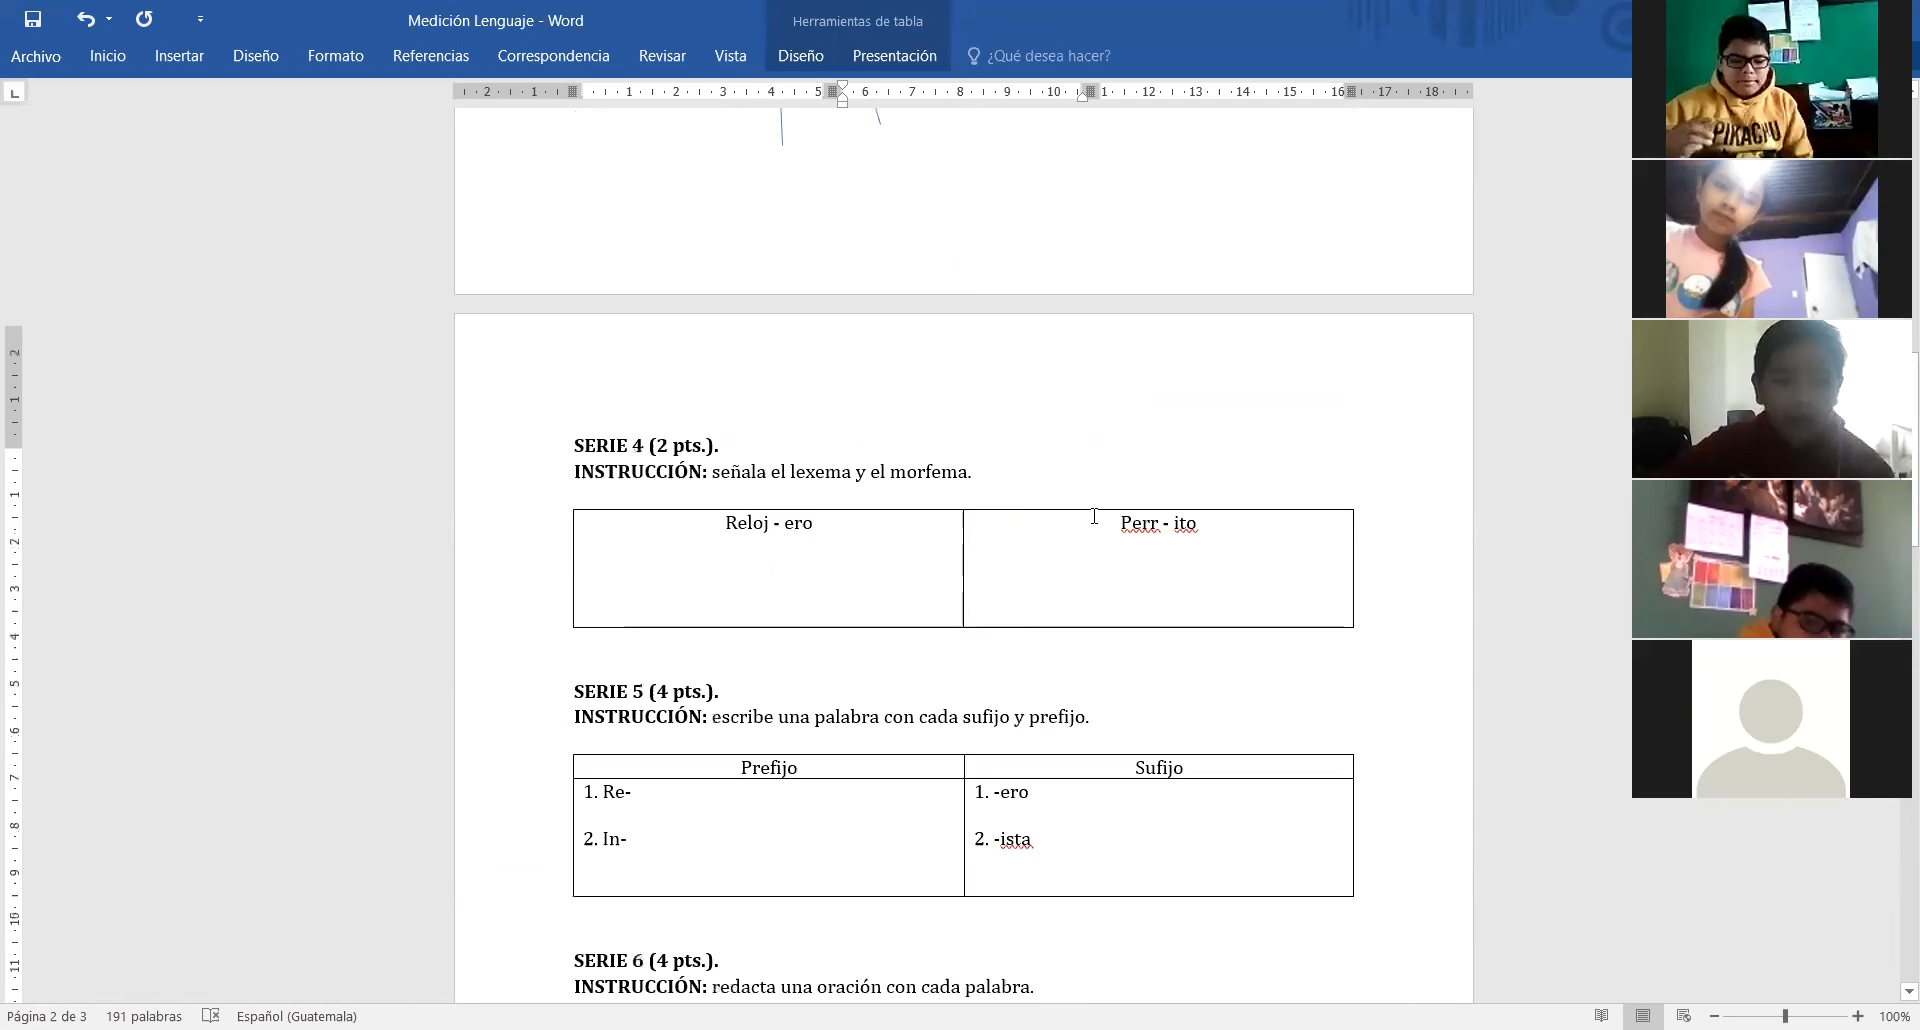 Medición Lenguaje - Word
Herramientas de tabla
Archivo
Inicio
Insertar
Diseño
Formato
Referencias
Correspondencia
Revisar
Vista
Diseño
Presentación
¿Qué desea hacer?
PIKACHU
SERIE 4 (2 pts.).
INSTRUCCIÓN: señala el lexema y el morfema.
Reloj - ero
Perr - ito
SERIE 5 (4 pts.).
INSTRUCCIÓN: escribe una palabra con cada sufijo y prefijo.
Prefijo
Sufijo
1. Re-
1. -ero
2. In-
2. -ista
SERIE 6 (4 pts.).
INSTRUCCIÓN: redacta una oración con cada palabra.
Página 2 de 3
191 palabras
Español (Guatemala)
100%